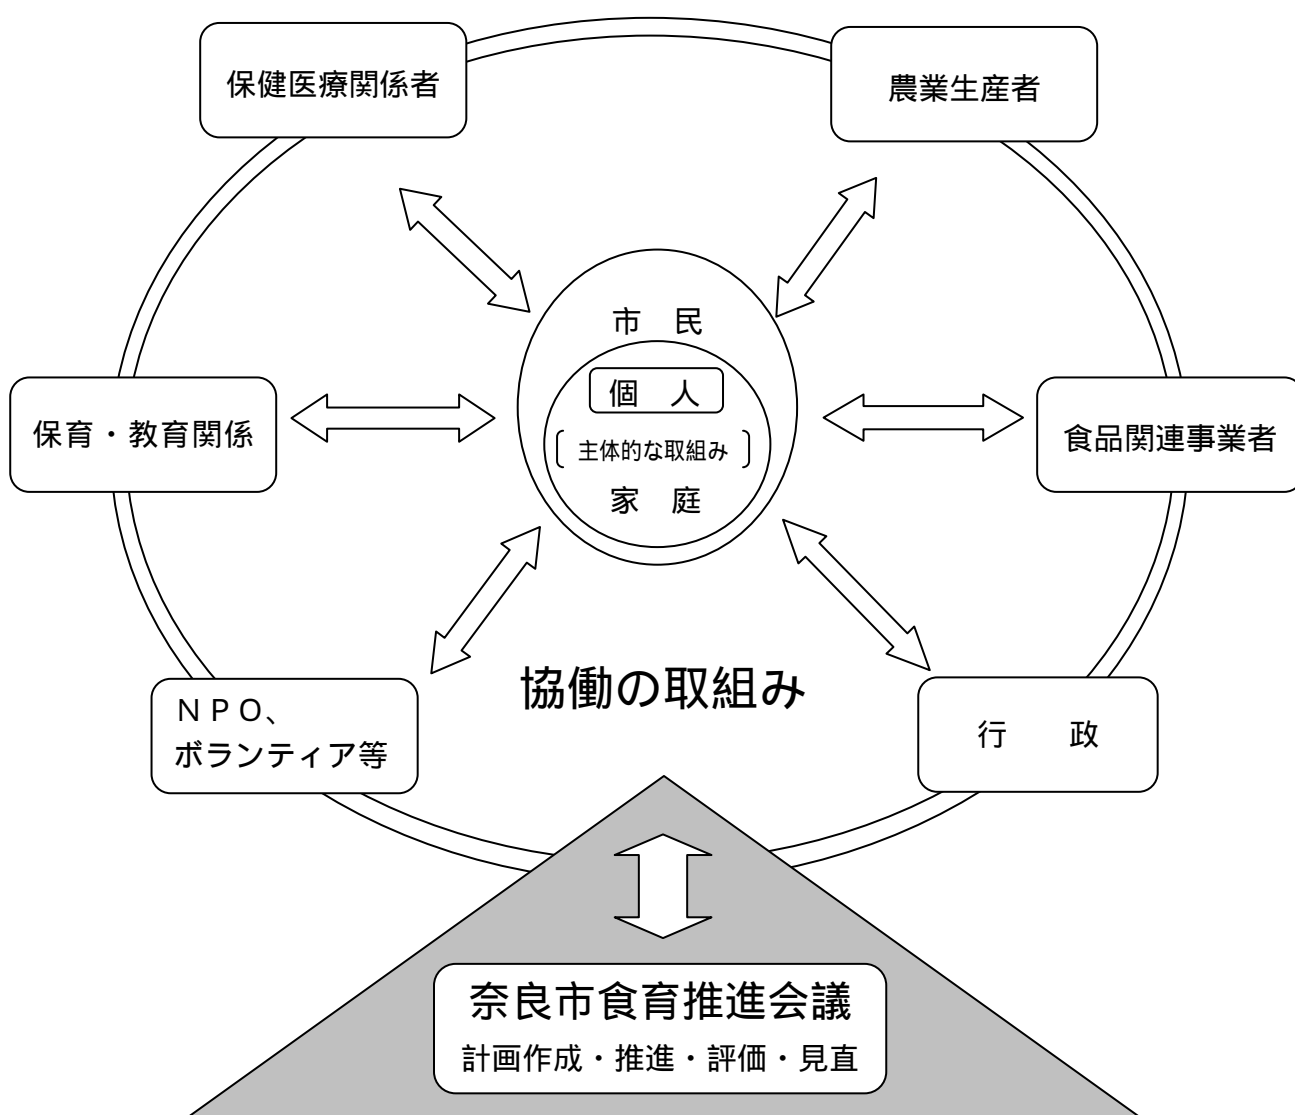 保健医療関係者
農業生産者
市　民
個　人
主体的な取組み
家　庭
保育・教育関係
食品関連事業者
ＮＰＯ、
ボランティア等
協働の取組み
行　　政
奈良市食育推進会議
計画作成・推進・評価・見直